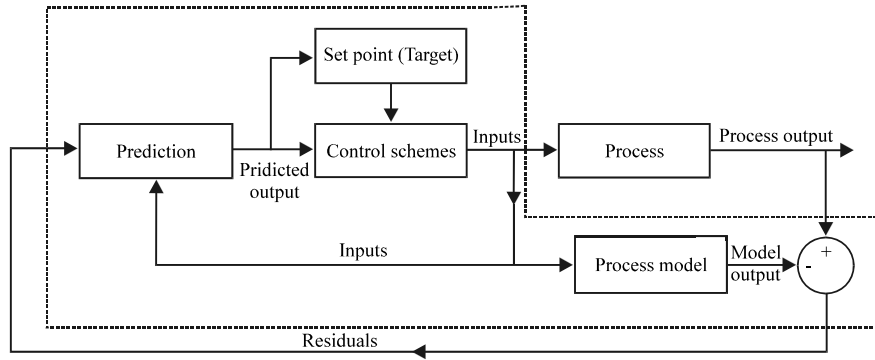 Set point (Target)
Prediction
Pridicted
output
Control schemes
Inputs
Process
Process output
Inputs
Process model
Model
output
+
-
Residuals